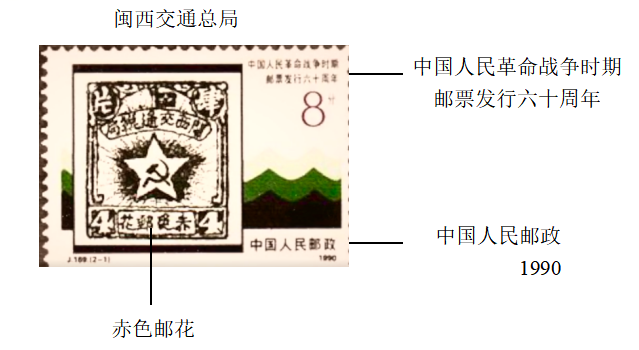 闽西交通总局
中国人民革命战争时期
邮票发行六十周年
8分
片四肆
闽西交通總局
4 赤色郵花 4
中国人民邮政
J.169 (2-1)
1990
中国人民革命战争时期
邮票发行六十周年
中国人民邮政
1990
赤色邮花